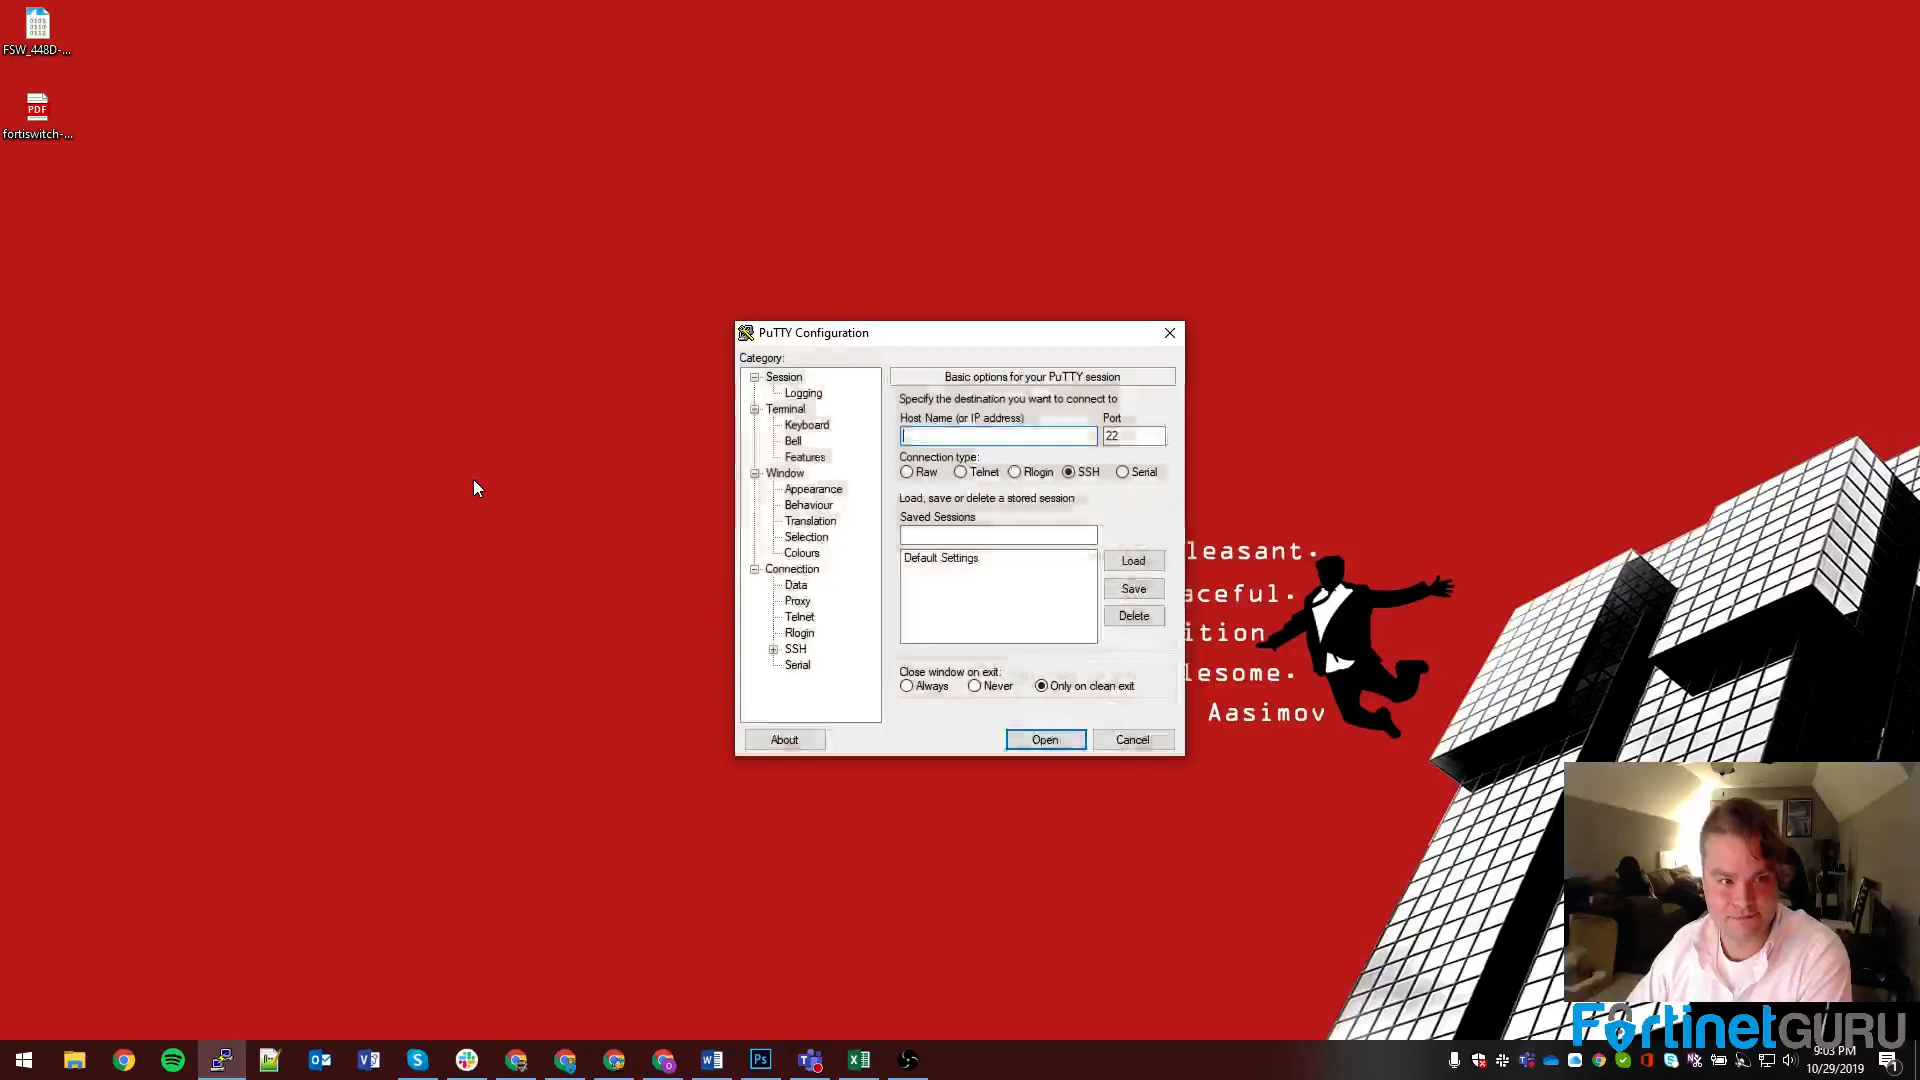 FSW_448D-...
PDF
fortiswitch-...
PuTTY Configuration
Category:
Session
Logging
Terminal
Keyboard
Bell
Features
Window
Appearance
Behaviour
Translation
Selection
Colours
Connection
Data
Proxy
Telnet
Rlogin
SSH
Serial
Basic options for your PuTTY session
Specify the destination you want to connect to
Host Name (or IP address) Port
22
Connection type:
Raw Telnet Rlogin SSH Serial
Load, save or delete a stored session
Saved Sessions
Default Settings
Load
Save
Delete
Close window on exit:
Always Never Only on clean exit
About Open Cancel
leasant.
aceful.
ition
lesome.
Aasimov
FortinetGURU
9:03 PM
10/29/2019